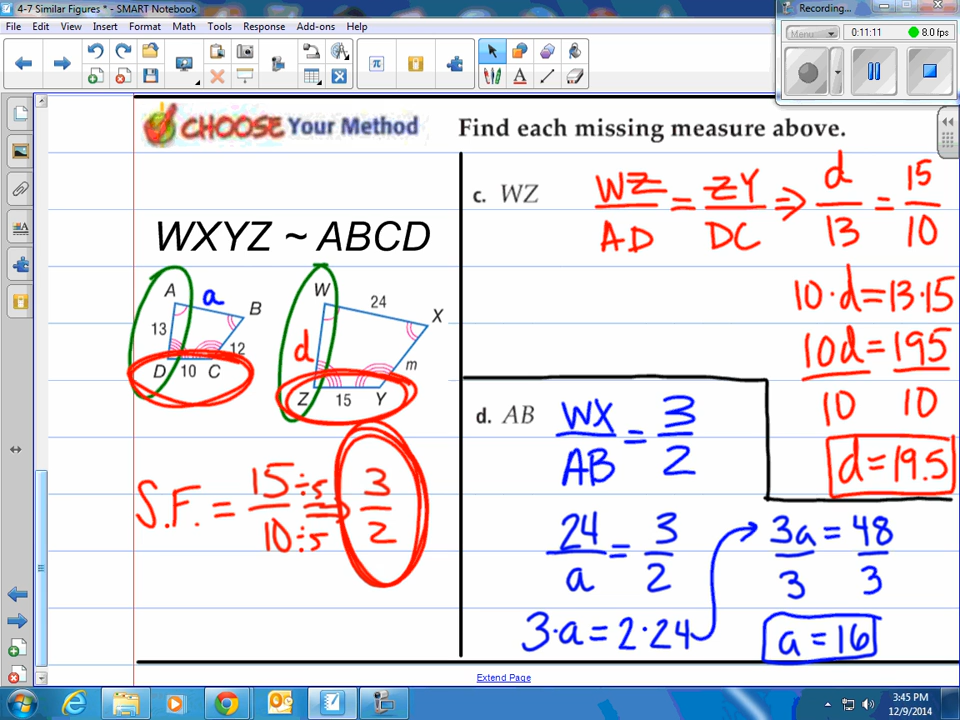 4-7 Similar Figures * - SMART Notebook
File Edit View Insert Format Tools Math Response Add-ons Help
Recording...
Menu 0:11:11 8.0 fps
CHOOSE Your Method Find each missing measure above.
WXYZ ~ ABCD
A a B
13 12
D 10 C
W 24 X
d m
Z 15 Y
S.F. = 15÷5/10÷5 => 3/2
c. WZ WZ/AD = ZY/DC => d/13 = 15/10
10·d=13·15
10d/10 = 195/10
d=19.5
d. AB WX/AB = 3/2
24/a = 3/2
3·a=2·24
3a/3 = 48/3
a=16
Extend Page
3:45 PM
12/9/2014